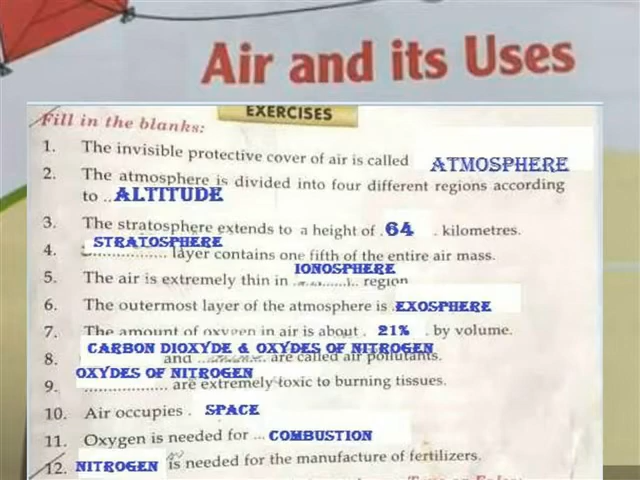 Air and its Uses
EXERCISES
Fill in the blanks:
1. The invisible protective cover of air is called ATMOSPHERE
2. The atmosphere is divided into four different regions according
to .. ALTITUDE
3. The stratosphere extends to a height of . 64 . kilometres.
4. STRATOSPHERE layer contains one fifth of the entire air mass.
5. The air is extremely thin in IONOSPHERE region
6. The outermost layer of the atmosphere is . EXOSPHERE
7. The amount of oxygen in air is about . 21% . by volume.
8. CARBON DIOXYDE & OXYDES OF NITROGEN
and are called air pollutants.
9. OXYDES OF NITROGEN
are extremely toxic to burning tissues.
10. Air occupies . SPACE
11. Oxygen is needed for ... COMBUSTION
12. NITROGEN is needed for the manufacture of fertilizers.